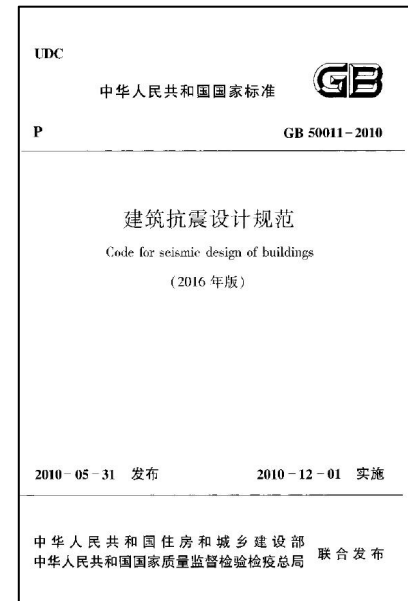 UDC
中华人民共和国国家标准 GB
P GB 50011-2010
建筑抗震设计规范
Code for seismic design of buildings
(2016 年版)
2010-05-31 发布 2010-12-01 实施
中华人民共和国住房和城乡建设部
中华人民共和国国家质量监督检验检疫总局
联合发布